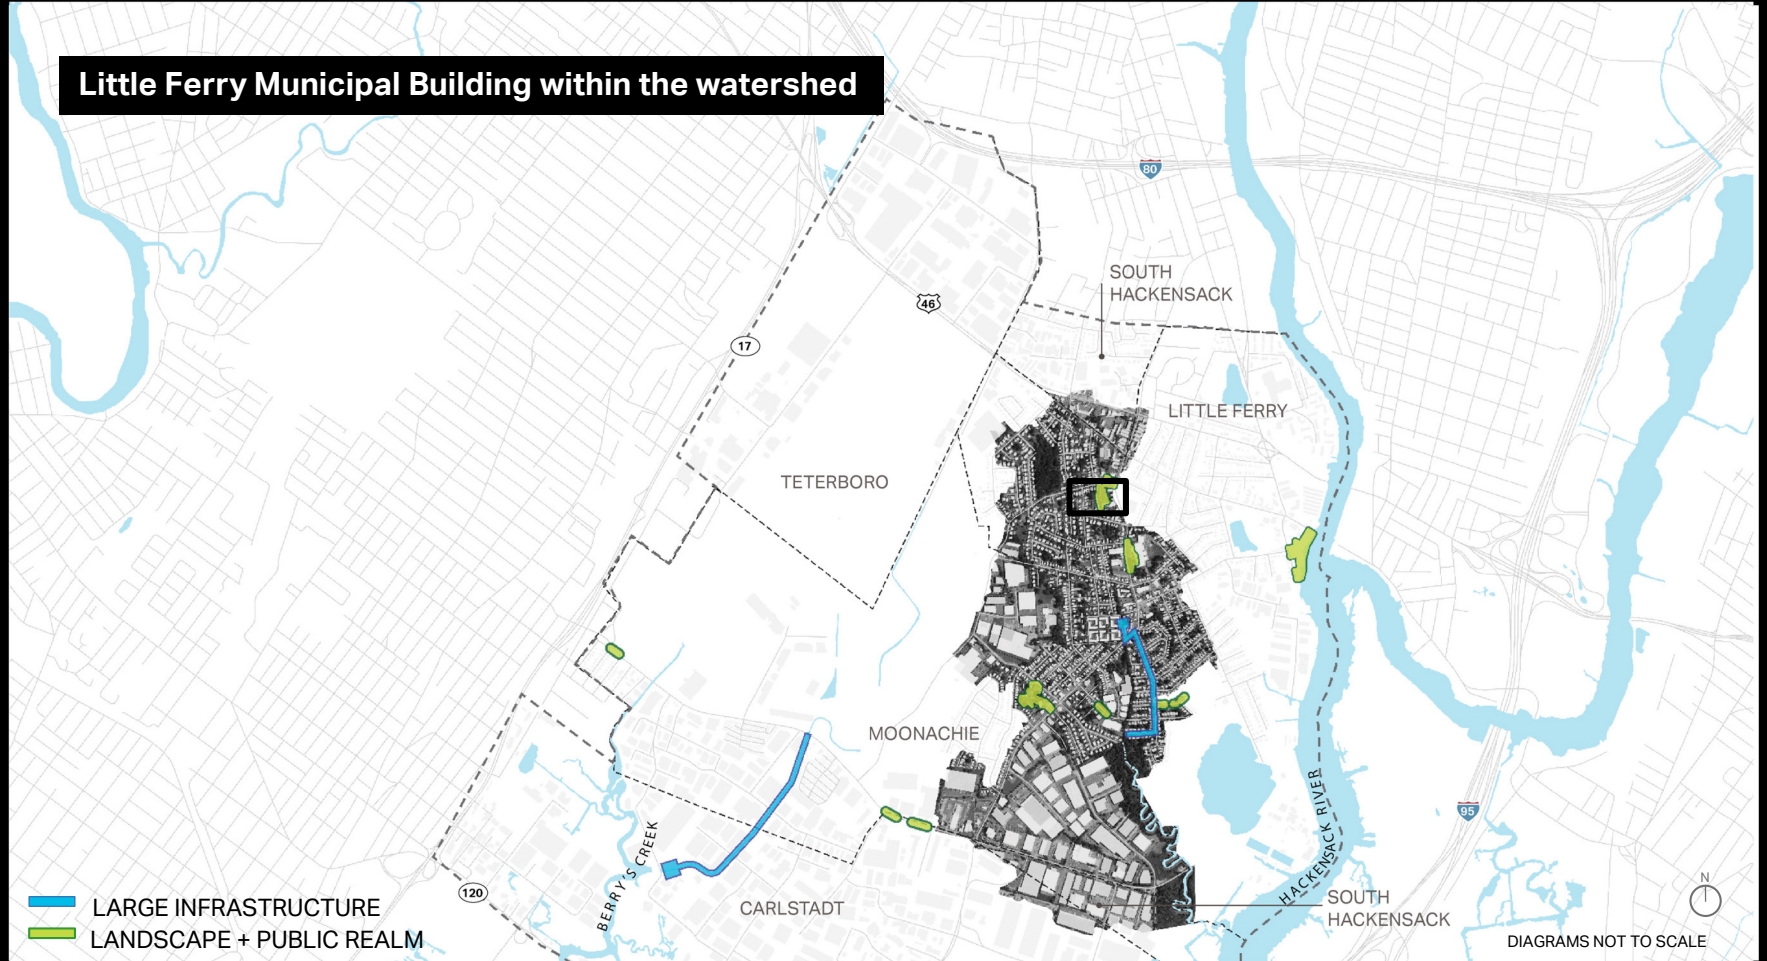 Little Ferry Municipal Building within the watershed
80
SOUTH
HACKENSACK
46
17
LITTLE FERRY
TETERBORO
MOONACHIE
HACKENSACK RIVER
95
BERRY'S CREEK
120
CARLSTADT
SOUTH
HACKENSACK
N
LARGE INFRASTRUCTURE
LANDSCAPE + PUBLIC REALM
DIAGRAMS NOT TO SCALE